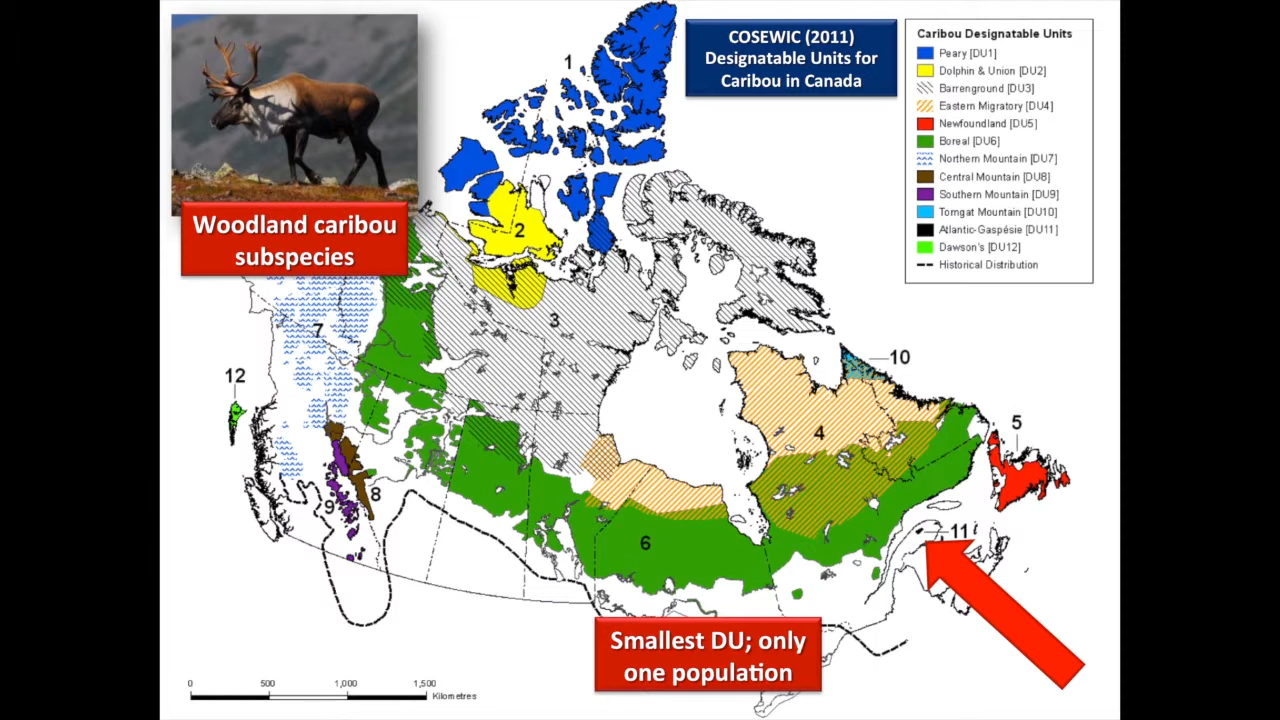 COSEWIC (2011)
Designatable Units for
Caribou in Canada
Caribou Designatable Units
Peary [DU1]
Dolphin & Union [DU2]
Barrenground [DU3]
Eastern Migratory [DU4]
Newfoundland [DU5]
Boreal [DU6]
Northern Mountain [DU7]
Central Mountain [DU8]
Southern Mountain [DU9]
Torngat Mountain [DU10]
Atlantic-Gaspésie [DU11]
Dawson's [DU12]
Historical Distribution
Woodland caribou
subspecies
1
2
3
7
10
12
4
5
8
9
11
6
Smallest DU; only
one population
0 500 1,000 1,500
Kilometres